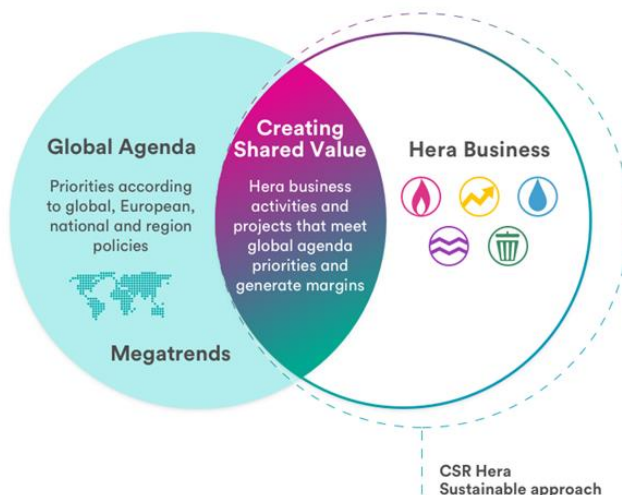 Global Agenda
Priorities according
to global, European,
national and region
policies
Megatrends
Creating
Shared Value
Hera business
activities and
projects that meet
global agenda
priorities and
generate margins
Hera Business
CSR Hera
Sustainable approach